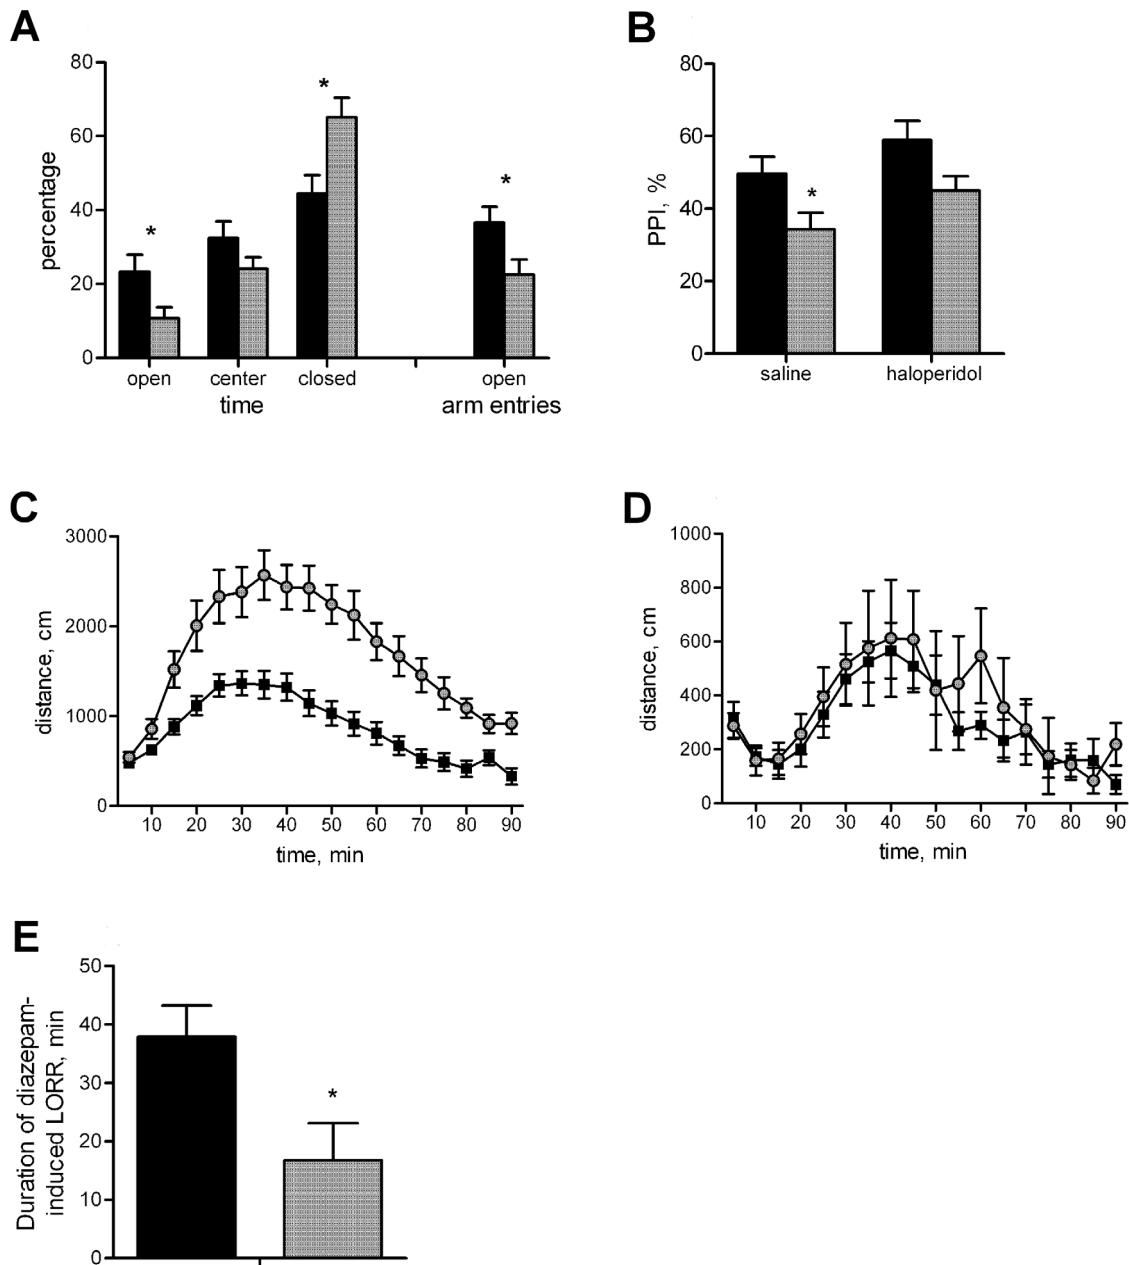 A
80
60
40
20
0
percentage
*
*
*
open center closed open
time arm entries
B
80
60
40
20
0
PPI, %
*
saline haloperidol
C
3000
2000
1000
0
distance, cm
10 20 30 40 50 60 70 80 90
time, min
D
1000
800
600
400
200
0
distance, cm
10 20 30 40 50 60 70 80 90
time, min
E
50
40
30
20
10
0
Duration of diazepam-
induced LORR, min
*